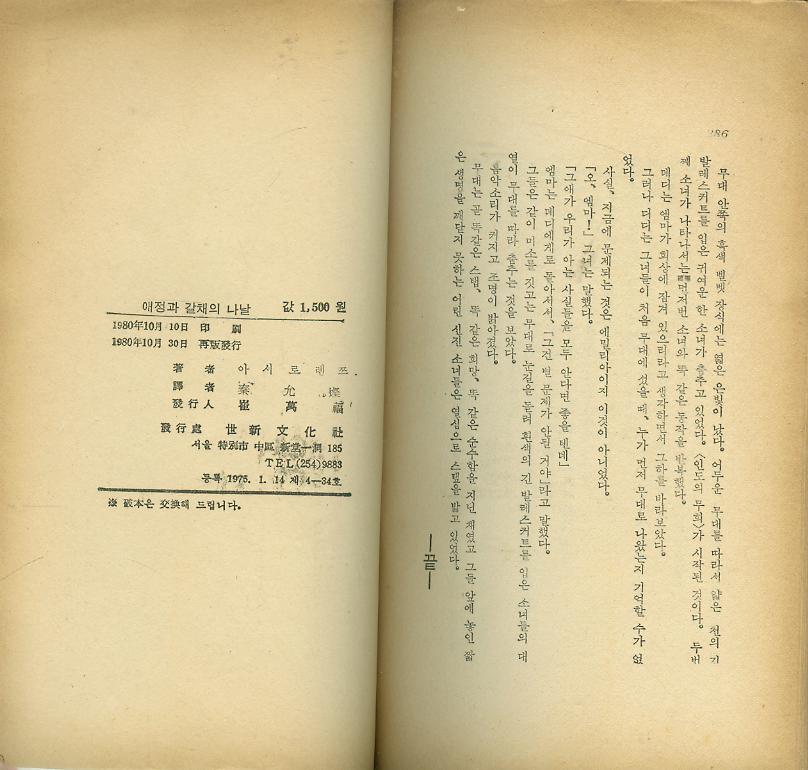 286
무대 안쪽의 흑색 벨벳 장식에는 엷은 은빛이 났다。 어두운 무대를 따라서 얇은 천의 긴
발레스커트를 입은 귀여운 한 소녀가 춤추고 있었다。 〈인도의 무희〉가 시작된 것이다。 두번
째 소녀가 나타나서는 먼저번 소녀와 똑 같은 동작을 반복했다。
데디는 엠마가 회상에 잠겨 있으리라고 생각하면서 그녀를 바라보았다。
그러나 디디는 그녀들이 처음 무대에 섰을 때、 누가 먼저 무대로 나왔는지 기억할 수가 없
었다。
사실、 지금에 문제되는 것은 에밀리아이지 이것이 아니었다。
「오、 엠마!」 그녀는 말했다。
「그애가 우리가 아는 사실들을 모두 안다면 좋을 텐데」
엠마는 데디에게로 돌아서서、 「그건 별 문제가 안될 거야」라고 말했다。
그들은 같이 미소를 짓고는 무대로 눈길을 돌려 흰색의 긴 발레스커트를 입은 소녀들의 대
열이 무대를 따라 춤추는 것을 보았다。
음악소리가 커지고 조명이 밝아졌다。
무대는 곧 똑같은 스텝、 똑 같은 희망、 똑 같은 순수함을 지닌 채였고 그들 앞에 놓인 짧
은 생명을 깨닫지 못하는 어린 신진 소녀들은 열심으로 스텝을 밟고 있었다。
—끝—
애정과 갈채의 나날 값 1,500 원
1980年10月 10日 印 刷
1980年10月 30日 再版發行
著 者 아 서 로 렌 쯔
譯 者 秦 允 燦
發行人 崔 萬 福
發行處 世 新 文 化 社
서울 特別市 中區 新堂一洞 185
TEL (254)9883
등록 1975. 1. 14 제 4—34호
※ 破本은 交換해 드립니다.